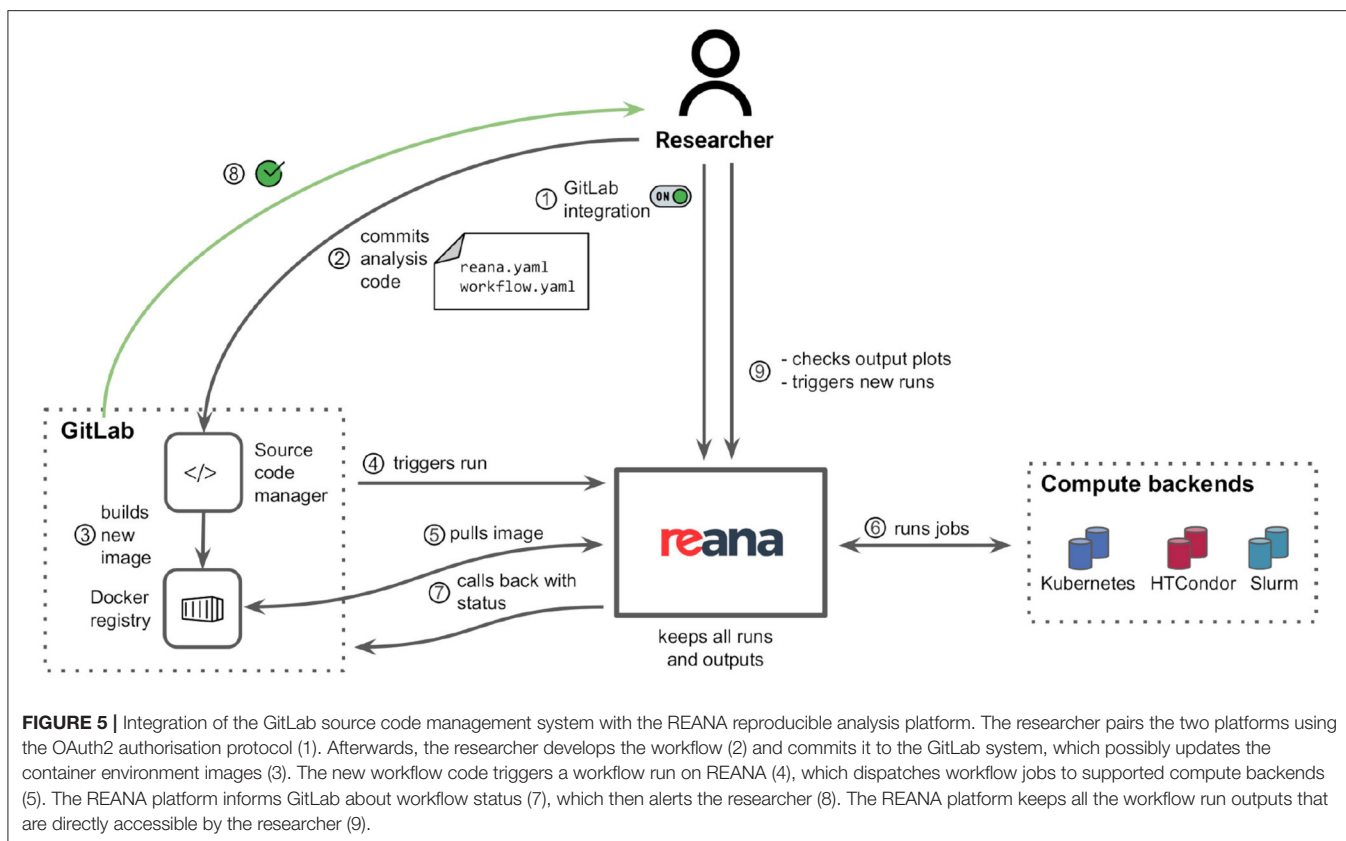 Researcher
⑧
① GitLab
integration
ON
② commits
analysis
code
reana.yaml
workflow.yaml
⑨ - checks output plots
- triggers new runs
GitLab
</>
Source
code
manager
③ builds
new
image
Docker
registry
④ triggers run
⑤ pulls image
⑦ calls back with
status
reana
keeps all runs
and outputs
⑥ runs jobs
Compute backends
Kubernetes HTCondor Slurm
FIGURE 5 | Integration of the GitLab source code management system with the REANA reproducible analysis platform. The researcher pairs the two platforms using
the OAuth2 authorisation protocol (1). Afterwards, the researcher develops the workflow (2) and commits it to the GitLab system, which possibly updates the
container environment images (3). The new workflow code triggers a workflow run on REANA (4), which dispatches workflow jobs to supported compute backends
(5). The REANA platform informs GitLab about workflow status (7), which then alerts the researcher (8). The REANA platform keeps all the workflow run outputs that
are directly accessible by the researcher (9).